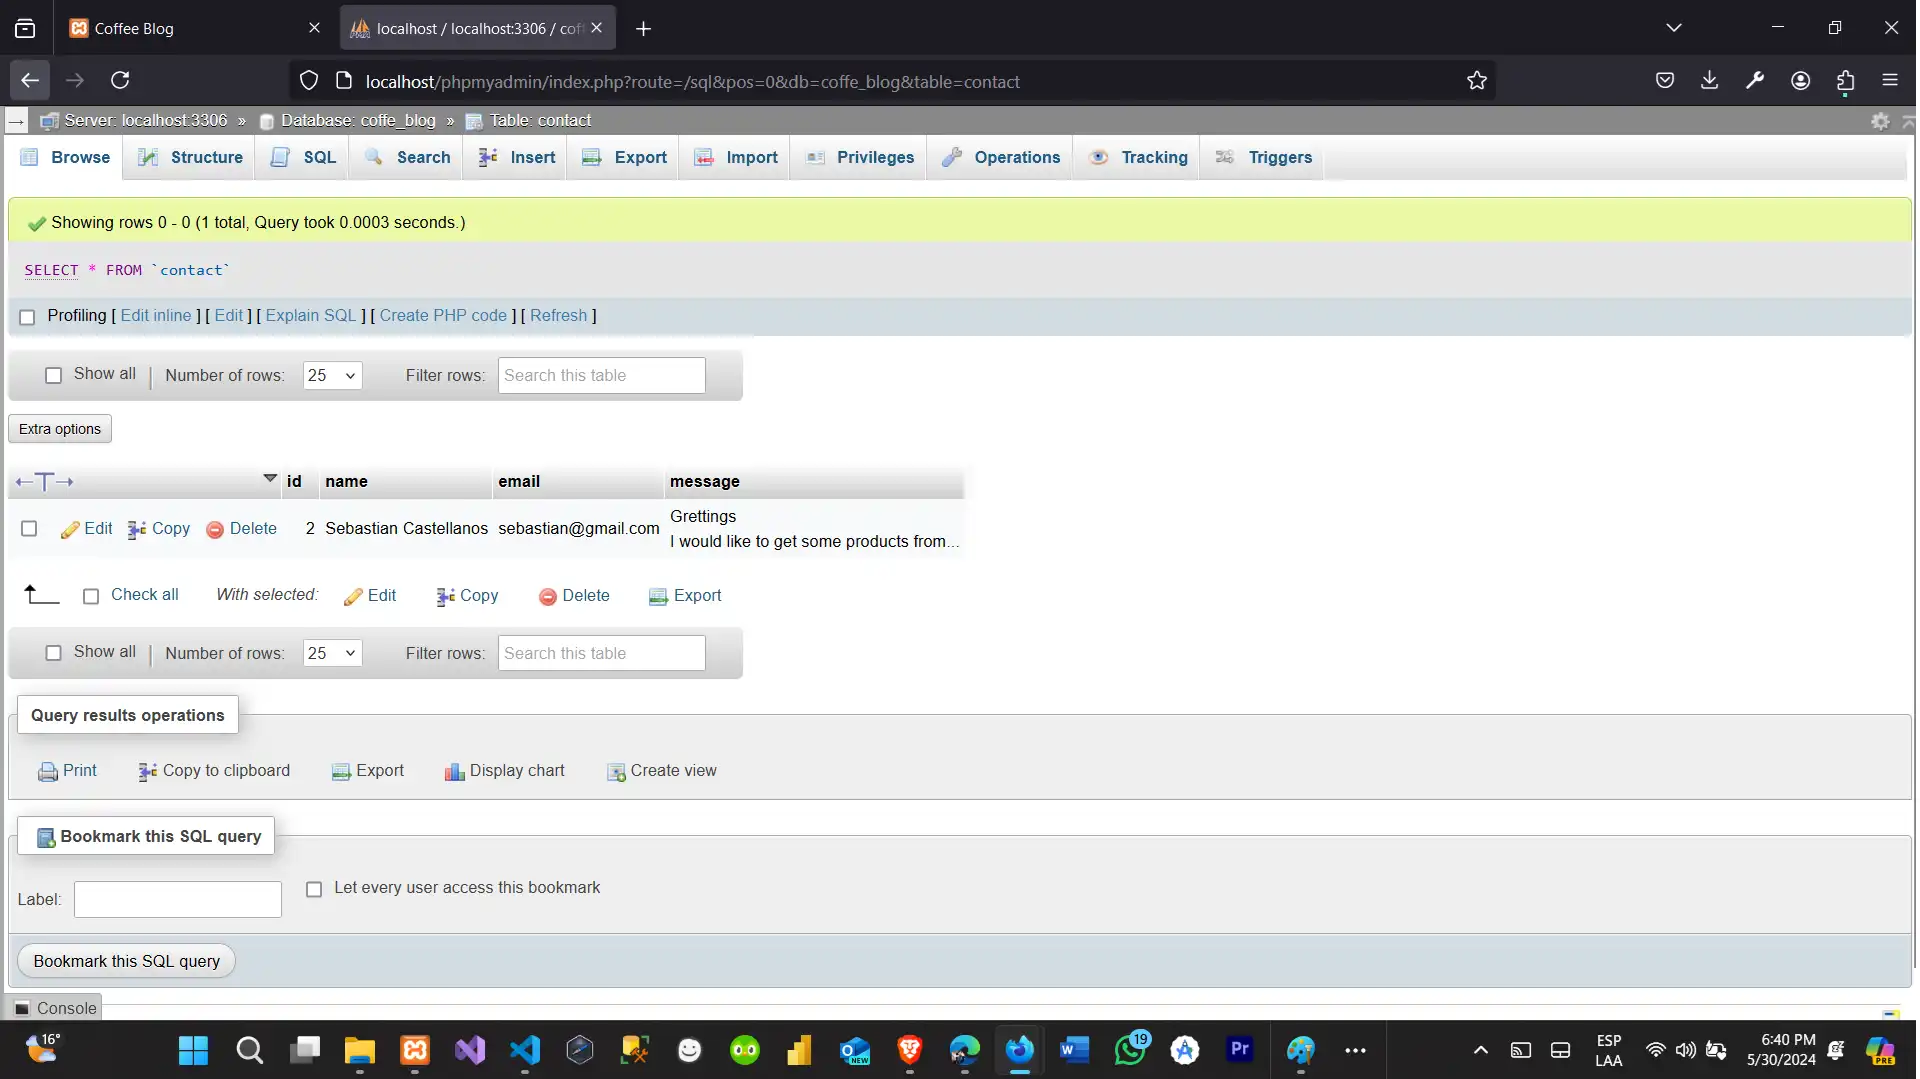 Coffee Blog
localhost / localhost:3306 / cof
localhost/phpmyadmin/index.php?route=/sql&pos=0&db=coffe_blog&table=contact
Server: localhost:3306 » Database: coffe_blog » Table: contact
Browse Structure SQL Search Insert Export Import Privileges Operations Tracking Triggers
Showing rows 0 - 0 (1 total, Query took 0.0003 seconds.)
SELECT * FROM `contact`
Profiling [ Edit inline ] [ Edit ] [ Explain SQL ] [ Create PHP code ] [ Refresh ]
Show all | Number of rows: 25 Filter rows: Search this table
Extra options
←T→ id name email message
Edit Copy Delete 2 Sebastian Castellanos sebastian@gmail.com Grettings
I would like to get some products from...
Check all With selected: Edit Copy Delete Export
Show all | Number of rows: 25 Filter rows: Search this table
Query results operations
Print Copy to clipboard Export Display chart Create view
Bookmark this SQL query
Label: Let every user access this bookmark
Bookmark this SQL query
Console
16°
NEW
19
Pr
ESP
LAA
6:40 PM
5/30/2024
PRE